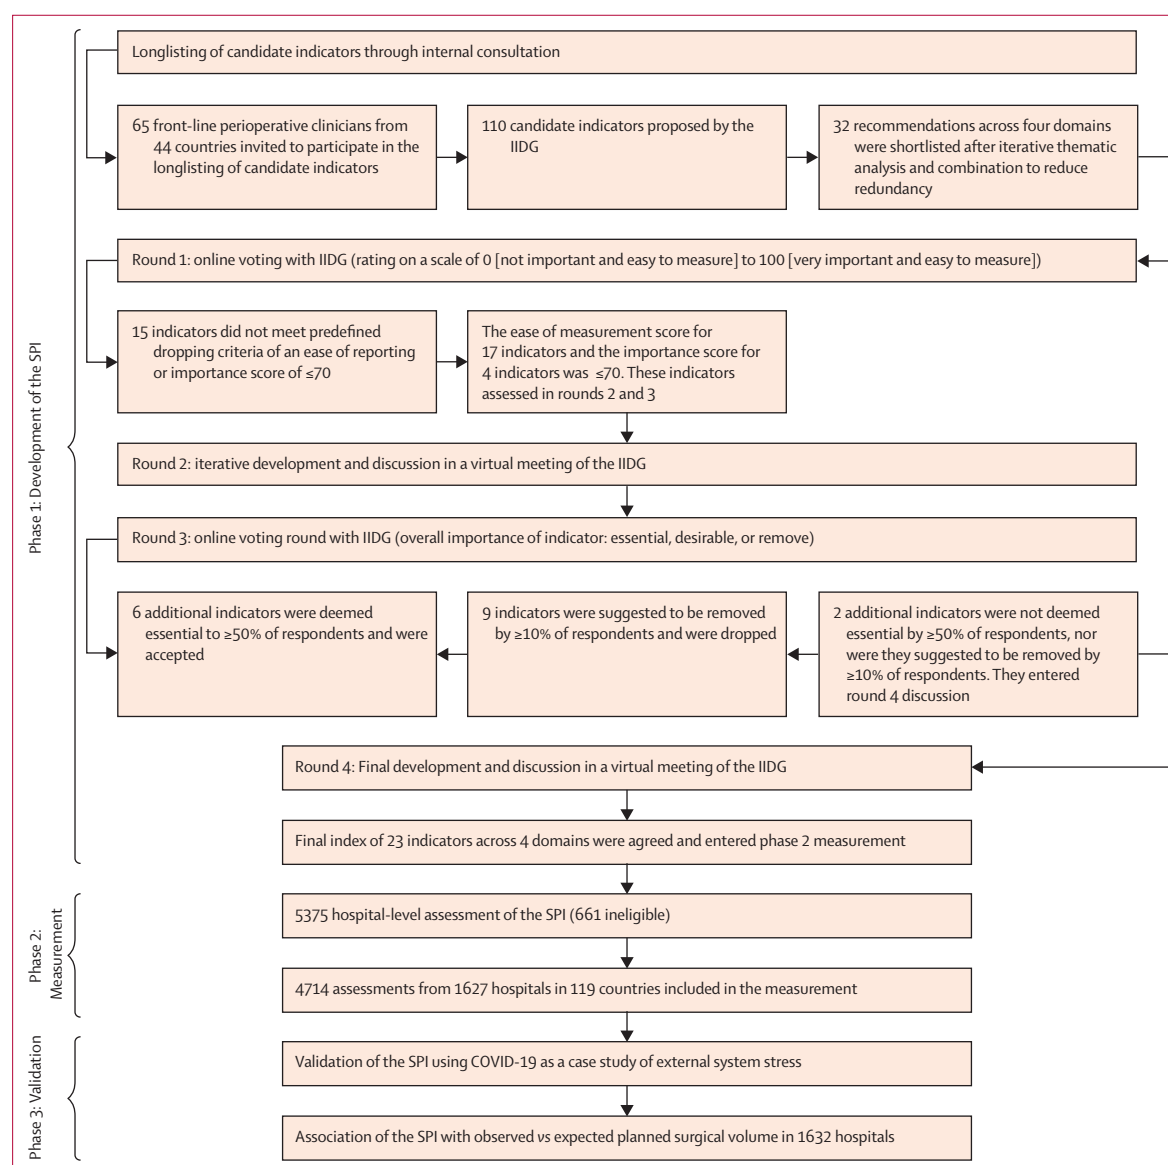 Phase 1: Development of the SPI
Longlisting of candidate indicators through internal consultation
65 front-line perioperative clinicians from
44 countries invited to participate in the
longlisting of candidate indicators
110 candidate indicators proposed by the
IIDG
32 recommendations across four domains
were shortlisted after iterative thematic
analysis and combination to reduce
redundancy
Round 1: online voting with IIDG (rating on a scale of 0 [not important and easy to measure] to 100 [very important and easy to measure])
15 indicators did not meet predefined
dropping criteria of an ease of reporting
or importance score of ≤70
The ease of measurement score for
17 indicators and the importance score for
4 indicators was ≤70. These indicators
assessed in rounds 2 and 3
Round 2: iterative development and discussion in a virtual meeting of the IIDG
Round 3: online voting round with IIDG (overall importance of indicator: essential, desirable, or remove)
6 additional indicators were deemed
essential to ≥50% of respondents and were
accepted
9 indicators were suggested to be removed
by ≥10% of respondents and were dropped
2 additional indicators were not deemed
essential by ≥50% of respondents, nor
were they suggested to be removed by
≥10% of respondents. They entered
round 4 discussion
Round 4: Final development and discussion in a virtual meeting of the IIDG
Final index of 23 indicators across 4 domains were agreed and entered phase 2 measurement
Phase 2:
Measurement
5375 hospital-level assessment of the SPI (661 ineligible)
4714 assessments from 1627 hospitals in 119 countries included in the measurement
Phase 3: Validation
Validation of the SPI using COVID-19 as a case study of external system stress
Association of the SPI with observed vs expected planned surgical volume in 1632 hospitals